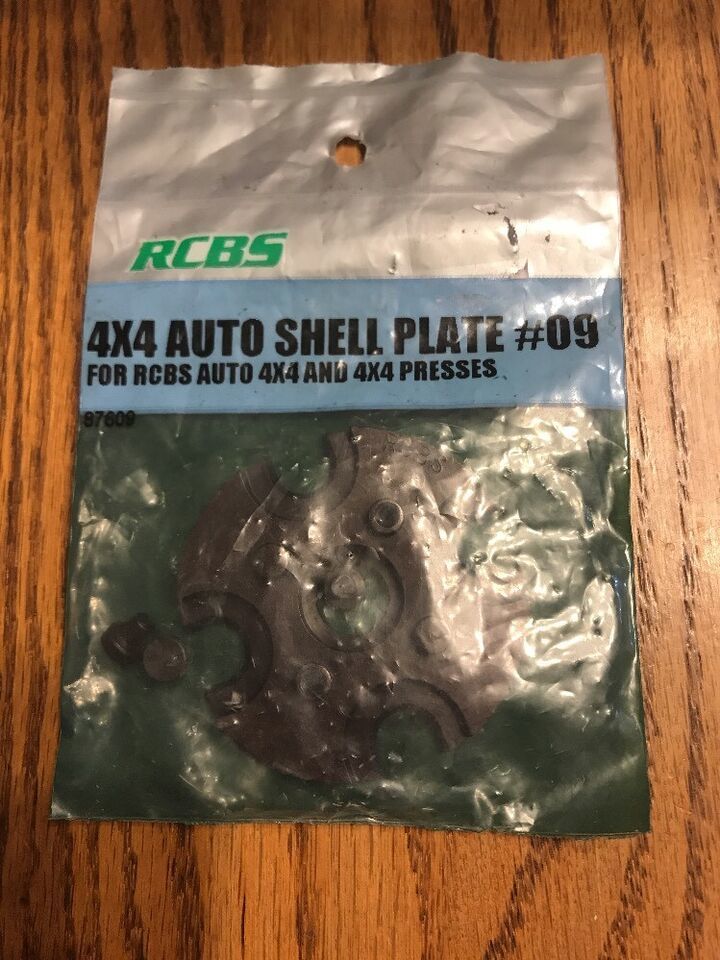 RCBS
4X4 AUTO SHELL PLATE #09
FOR RCBS AUTO 4X4 AND 4X4 PRESSES
87609